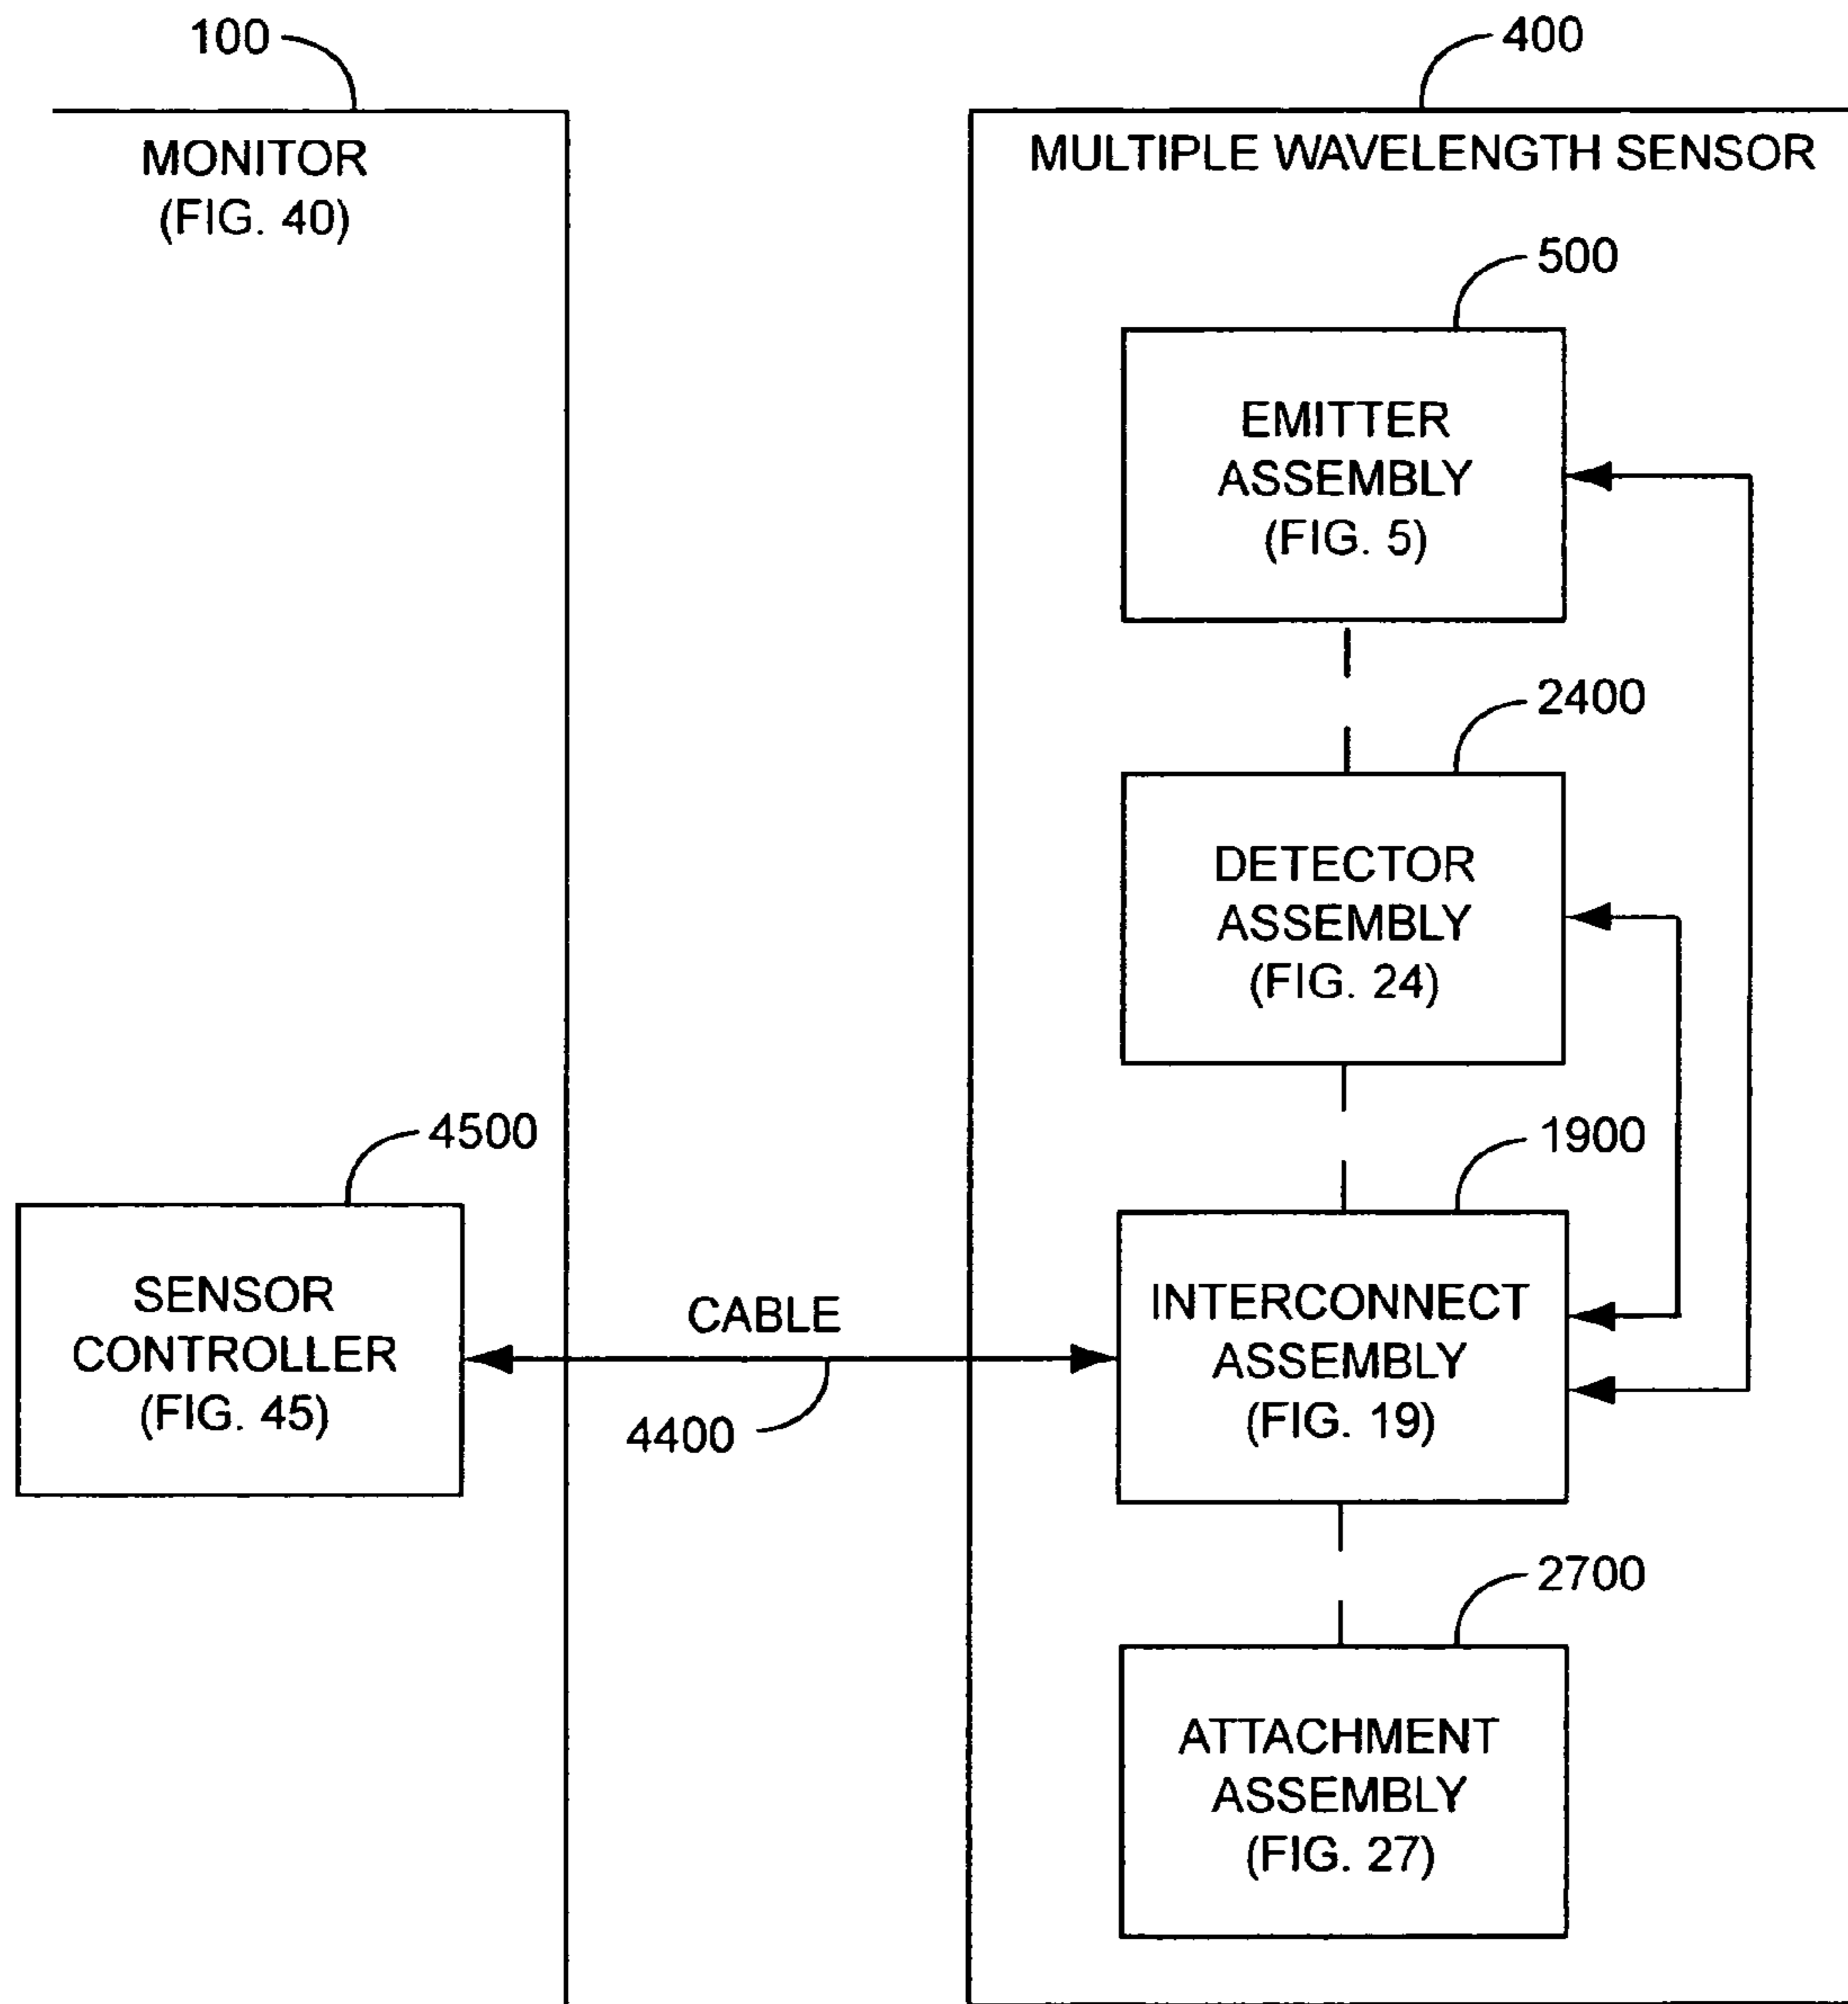 100
MONITOR
(FIG. 40)
400
MULTIPLE WAVELENGTH SENSOR
500
EMITTER
ASSEMBLY
(FIG. 5)
2400
DETECTOR
ASSEMBLY
(FIG. 24)
4500
SENSOR
CONTROLLER
(FIG. 45)
CABLE
4400
1900
INTERCONNECT
ASSEMBLY
(FIG. 19)
2700
ATTACHMENT
ASSEMBLY
(FIG. 27)